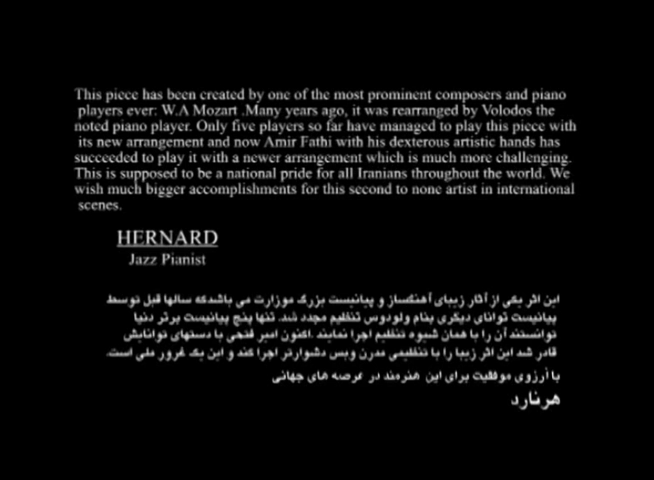 This piece has been created by one of the most prominent composers and piano
players ever: W.A Mozart .Many years ago, it was rearranged by Volodos the
noted piano player. Only five players so far have managed to play this piece with
its new arrangement and now Amir Fathi with his dexterous artistic hands has
succeeded to play it with a newer arrangement which is much more challenging.
This is supposed to be a national pride for all Iranians throughout the world. We
wish much bigger accomplishments for this second to none artist in international
scenes.
HERNARD
Jazz Pianist
این اثر یکی از آثار زیبای آهنگساز و پیانیست بزرگ موزارت می باشدکه سالها قبل توسط
پیانیست توانای دیگری بنام ولودوس تنظیم مجدد شد. تنها پنج پیانیست برتر دنیا
توانستند آن را با همان شیوه تنظیم اجرا نمایند .اکنون امیر فتحی با دستهای توانایش
قادر شد این اثر زیبا را با تنظیمی مدرن وبس دشوارتر اجرا کند و این یک غرور ملی است.
با آرزوی موفقیت برای این هنرمند در عرصه های جهانی
هرنارد